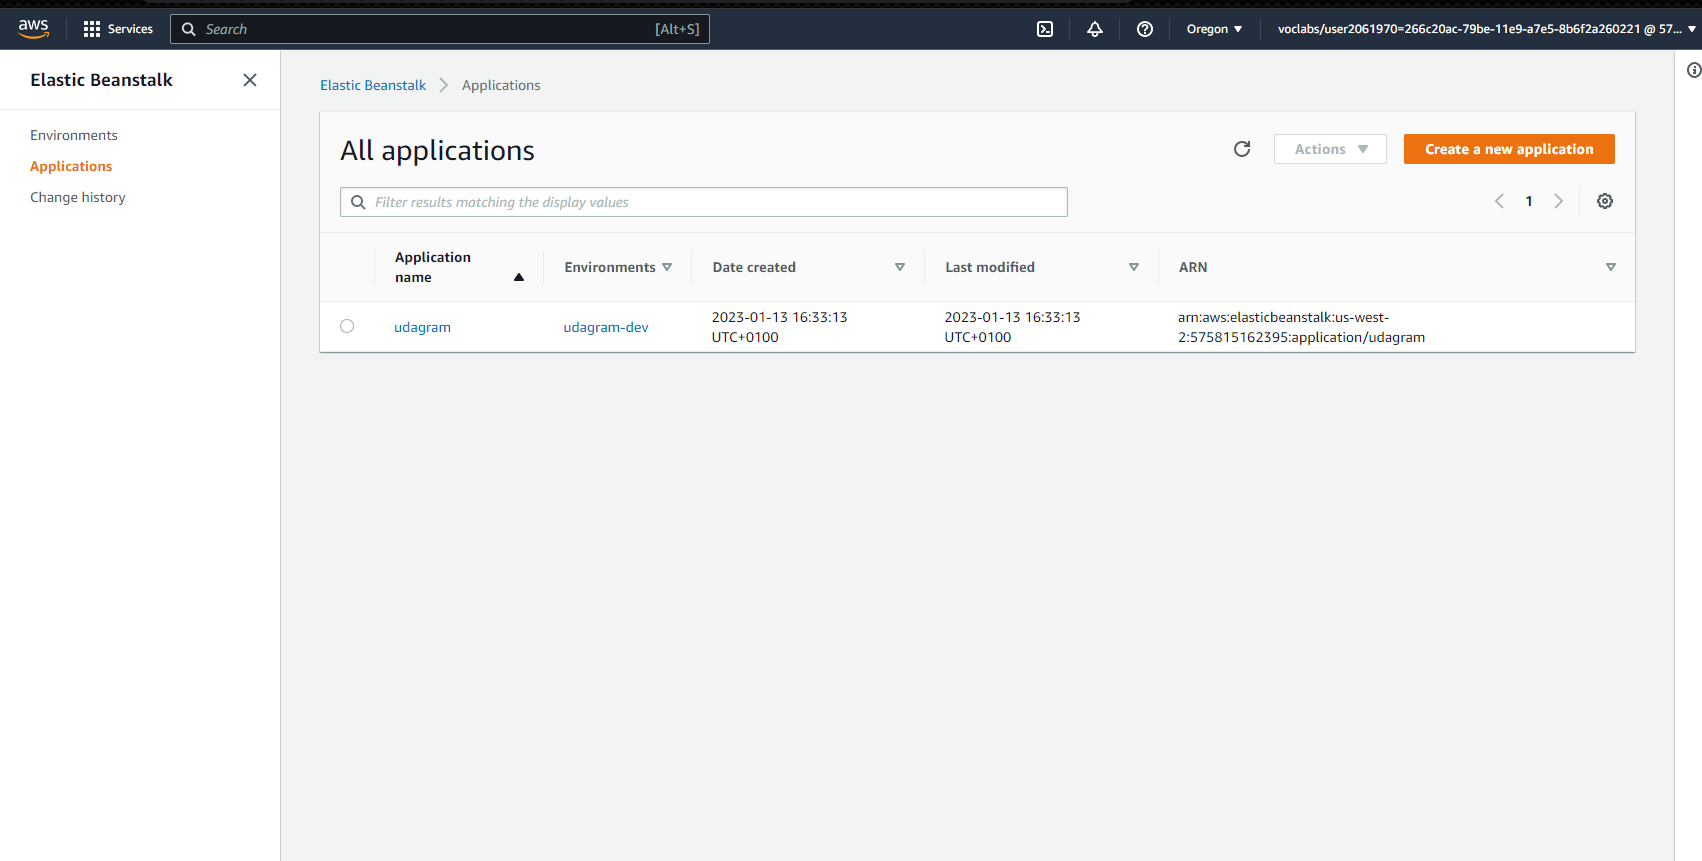 aws
Services
Search
[Alt+S]
Oregon
voclabs/user2061970=266c20ac-79be-11e9-a7e5-8b6f2a260221 @ 57...
Elastic Beanstalk
Environments
Applications
Change history
Elastic Beanstalk
Applications
All applications
Actions
Create a new application
Filter results matching the display values
1
Application
name
Environments
Date created
Last modified
ARN
udagram
udagram-dev
2023-01-13 16:33:13
UTC+0100
2023-01-13 16:33:13
UTC+0100
arn:aws:elasticbeanstalk:us-west-
2:575815162395:application/udagram